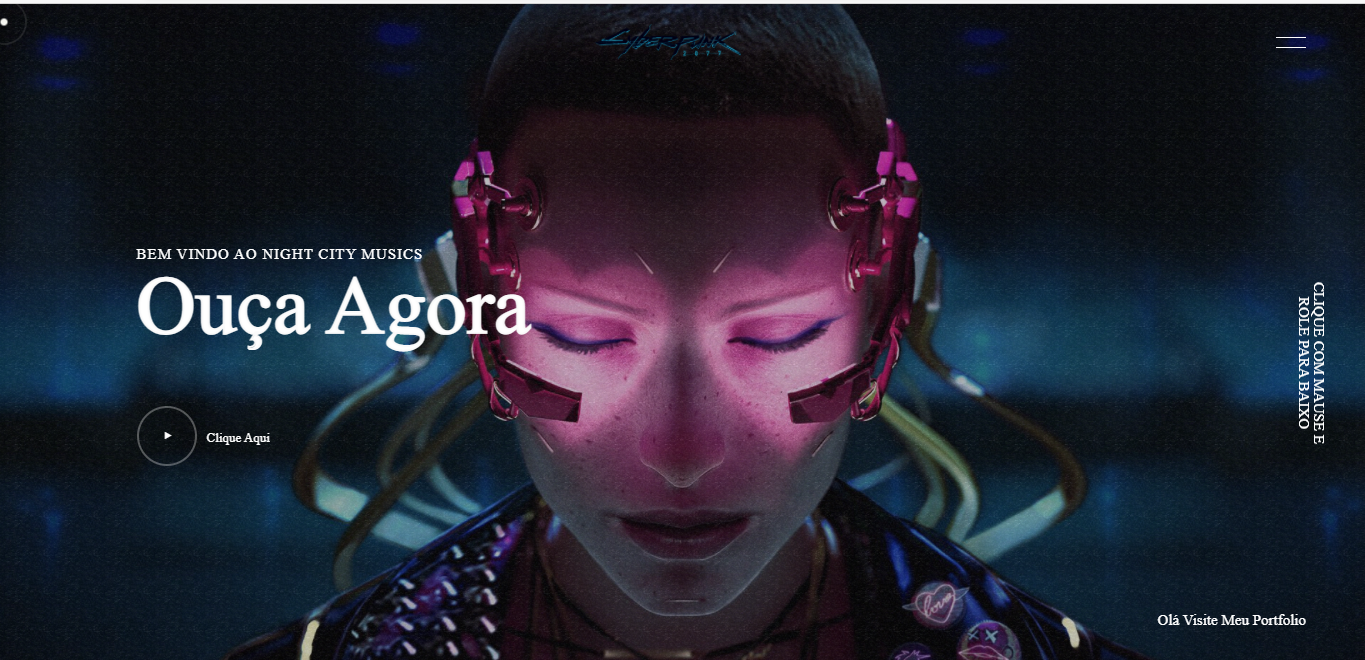 CYBERPUNK
2077
BEM VINDO AO NIGHT CITY MUSICS
Ouça Agora
Clique Aqui
CLIQUE COM MAUSE E
ROLE PARA BAIXO
love
Olá Visite Meu Portfolio